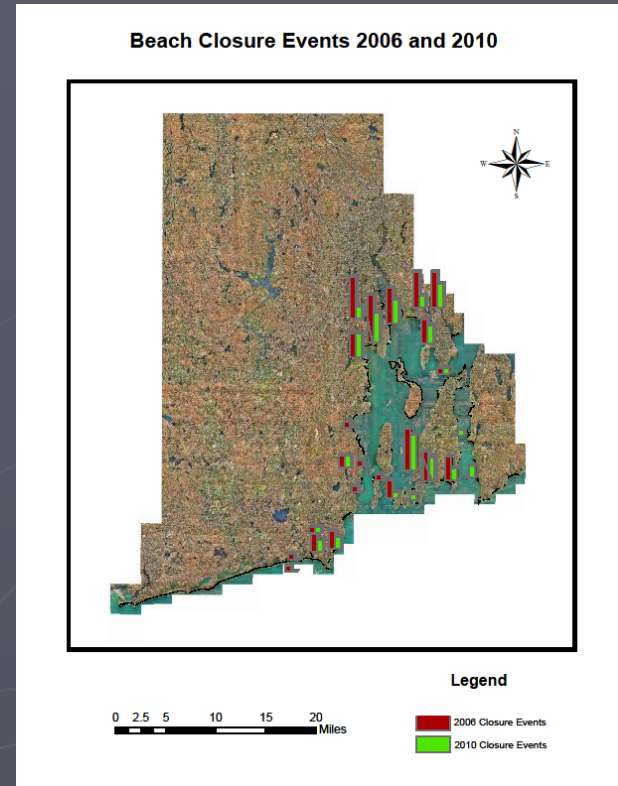 Beach Closure Events 2006 and 2010
N
W E
S
Legend
0 2.5 5 10 15 20
Miles
2006 Closure Events
2010 Closure Events